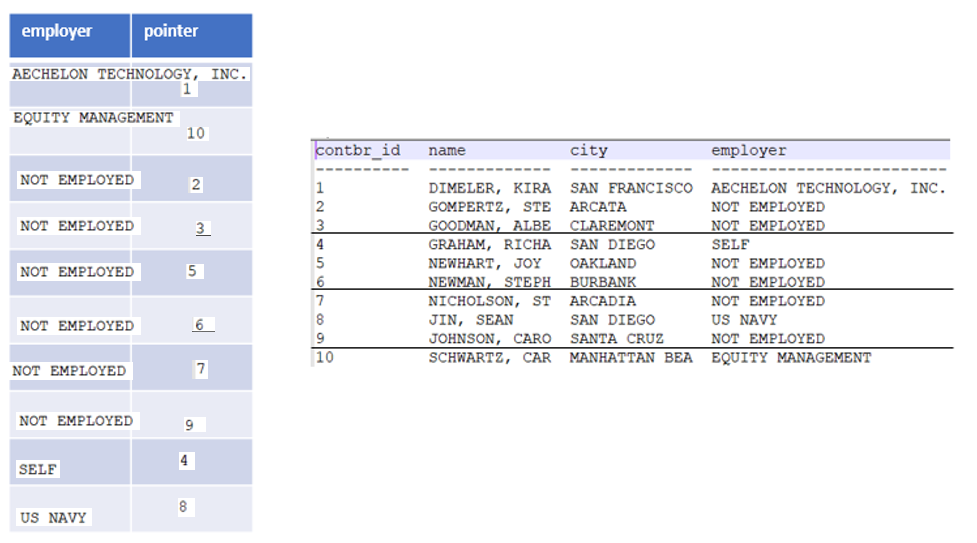 employer pointer
AECHELON TECHNOLOGY, INC.
1
EQUITY MANAGEMENT
10
NOT EMPLOYED 2
NOT EMPLOYED 3
NOT EMPLOYED 5
NOT EMPLOYED 6
NOT EMPLOYED 7
NOT EMPLOYED 9
SELF 4
US NAVY 8
contbr_id name city employer
---------- ------------- ------------- -------------------------
1 DIMELER, KIRA SAN FRANCISCO AECHELON TECHNOLOGY, INC.
2 GOMPERTZ, STE ARCATA NOT EMPLOYED
3 GOODMAN, ALBE CLAREMONT NOT EMPLOYED
4 GRAHAM, RICHA SAN DIEGO SELF
5 NEWHART, JOY OAKLAND NOT EMPLOYED
6 NEWMAN, STEPH BURBANK NOT EMPLOYED
7 NICHOLSON, ST ARCADIA NOT EMPLOYED
8 JIN, SEAN SAN DIEGO US NAVY
9 JOHNSON, CARO SANTA CRUZ NOT EMPLOYED
10 SCHWARTZ, CAR MANHATTAN BEA EQUITY MANAGEMENT